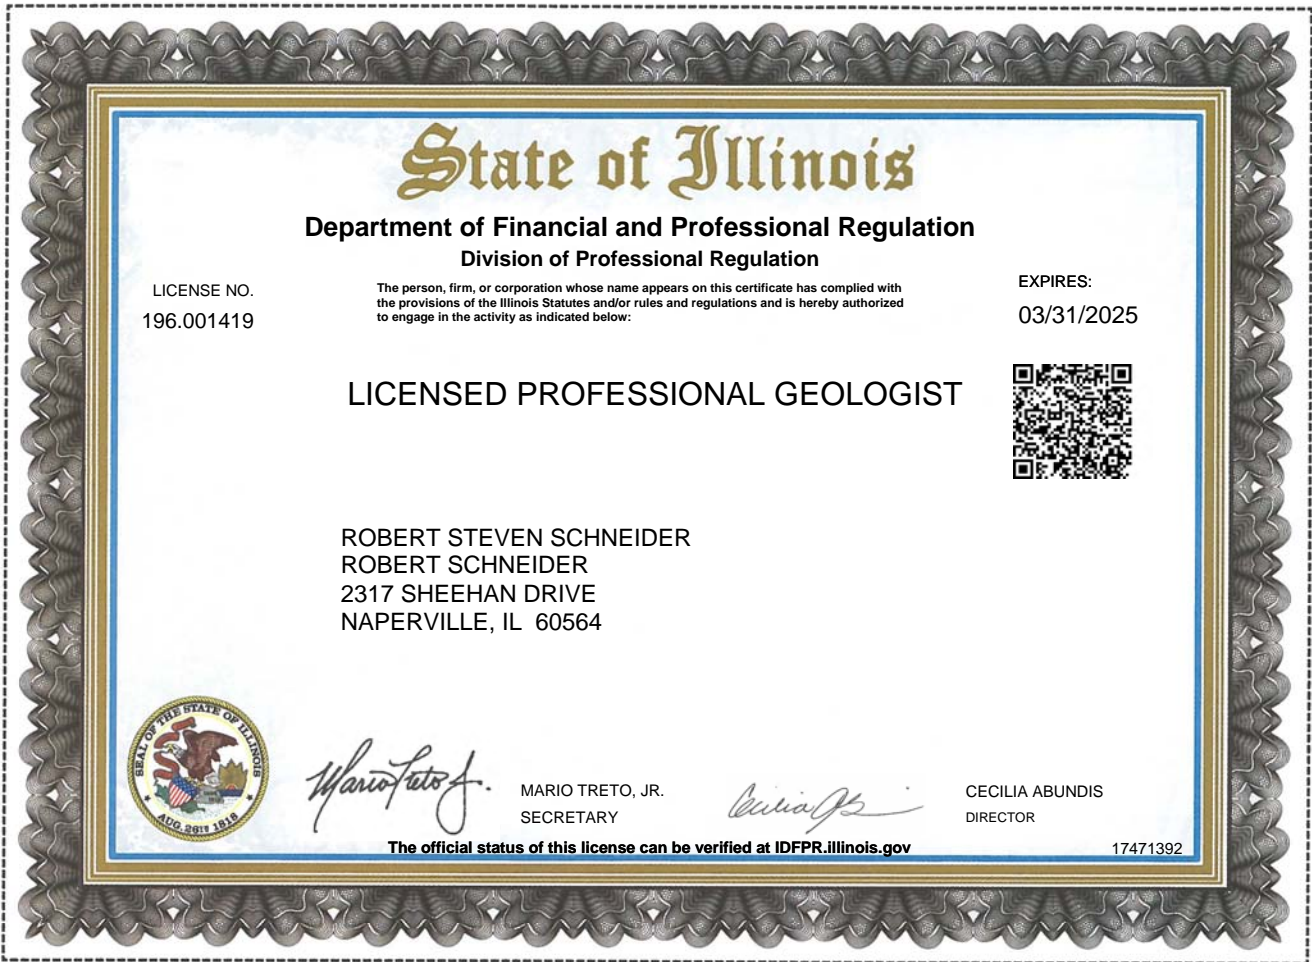 State of Illinois
Department of Financial and Professional Regulation
Division of Professional Regulation
LICENSE NO.
196.001419
The person, firm, or corporation whose name appears on this certificate has complied with
the provisions of the Illinois Statutes and/or rules and regulations and is hereby authorized
to engage in the activity as indicated below:
EXPIRES:
03/31/2025
LICENSED PROFESSIONAL GEOLOGIST
ROBERT STEVEN SCHNEIDER
ROBERT SCHNEIDER
2317 SHEEHAN DRIVE
NAPERVILLE, IL 60564
SEAL OF THE STATE OF ILLINOIS
AUG. 26TH 1818
Mario Treto Jr.
MARIO TRETO, JR.
SECRETARY
CECILIA ABUNDIS
DIRECTOR
The official status of this license can be verified at IDFPR.illinois.gov
17471392